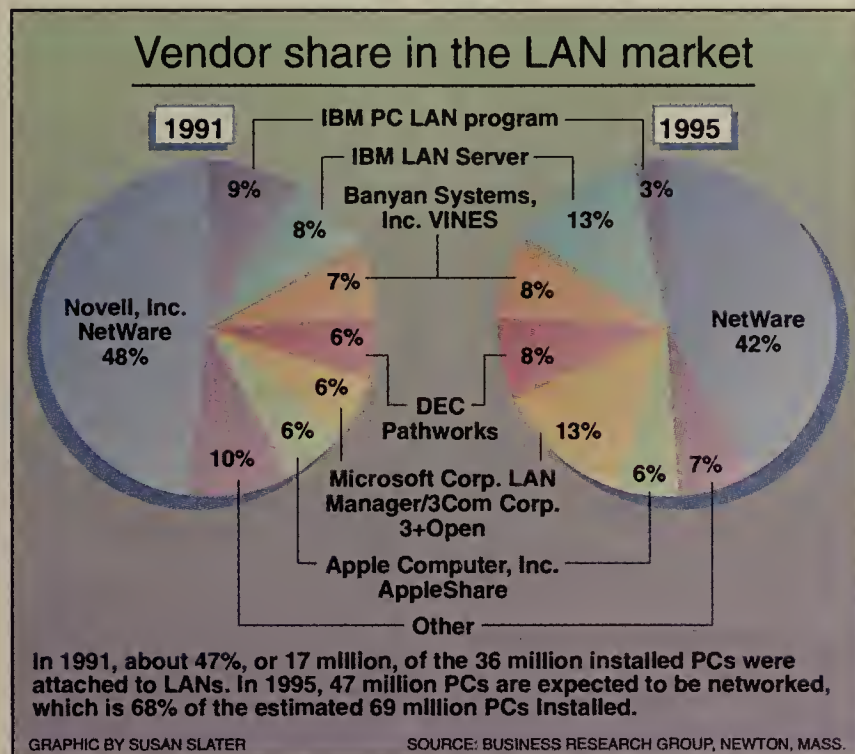 Vendor share in the LAN market
1991
1995
IBM PC LAN program
IBM LAN Server
Banyan Systems,
Inc. VINES
9%
8%
7%
6%
6%
6%
10%
Novell, Inc.
NetWare
48%
3%
13%
8%
8%
13%
6%
7%
NetWare
42%
DEC
Pathworks
Microsoft Corp. LAN
Manager/3Com Corp.
3+Open
Apple Computer, Inc.
AppleShare
Other
In 1991, about 47%, or 17 million, of the 36 million installed PCs were
attached to LANs. In 1995, 47 million PCs are expected to be networked,
which is 68% of the estimated 69 million PCs installed.
GRAPHIC BY SUSAN SLATER
SOURCE: BUSINESS RESEARCH GROUP, NEWTON, MASS.